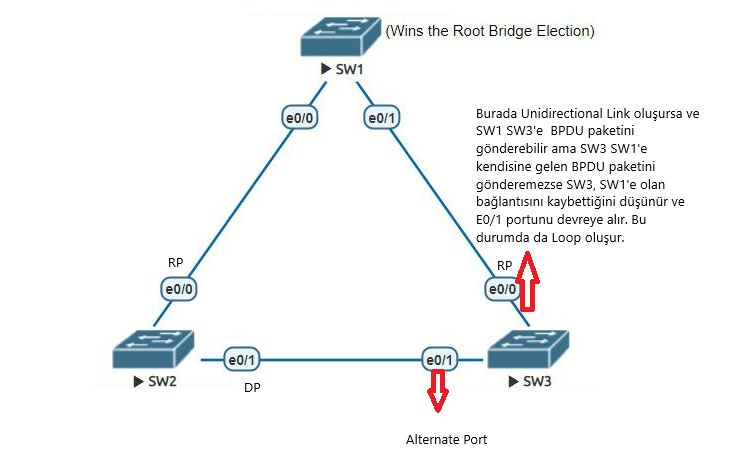 (Wins the Root Bridge Election)
SW1
e0/0
e0/1
Burada Unidirectional Link oluşursa ve
SW1 SW3'e BPDU paketini
gönderebilir ama SW3 SW1'e
kendisine gelen BPDU paketini
gönderemezse SW3, SW1'e olan
bağlantısını kaybettiğini düşünür ve
E0/1 portunu devreye alır. Bu
durumda da Loop oluşur.
RP
RP
e0/0
e0/0
e0/1
e0/1
SW2
DP
SW3
Alternate Port